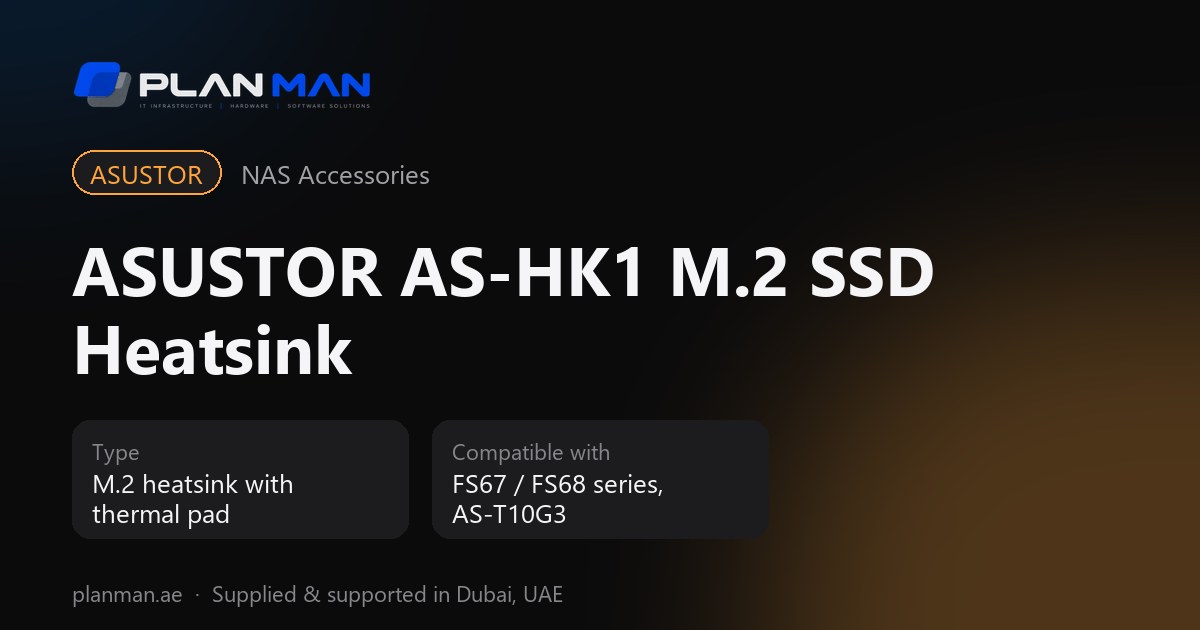 PLAN MAN
IT INFRASTRUCTURE | HARDWARE | SOFTWARE SOLUTIONS
ASUSTOR NAS Accessories
ASUSTOR AS-HK1 M.2 SSD
Heatsink
Type
M.2 heatsink with
thermal pad
Compatible with
FS67 / FS68 series,
AS-T10G3
planman.ae · Supplied & supported in Dubai, UAE